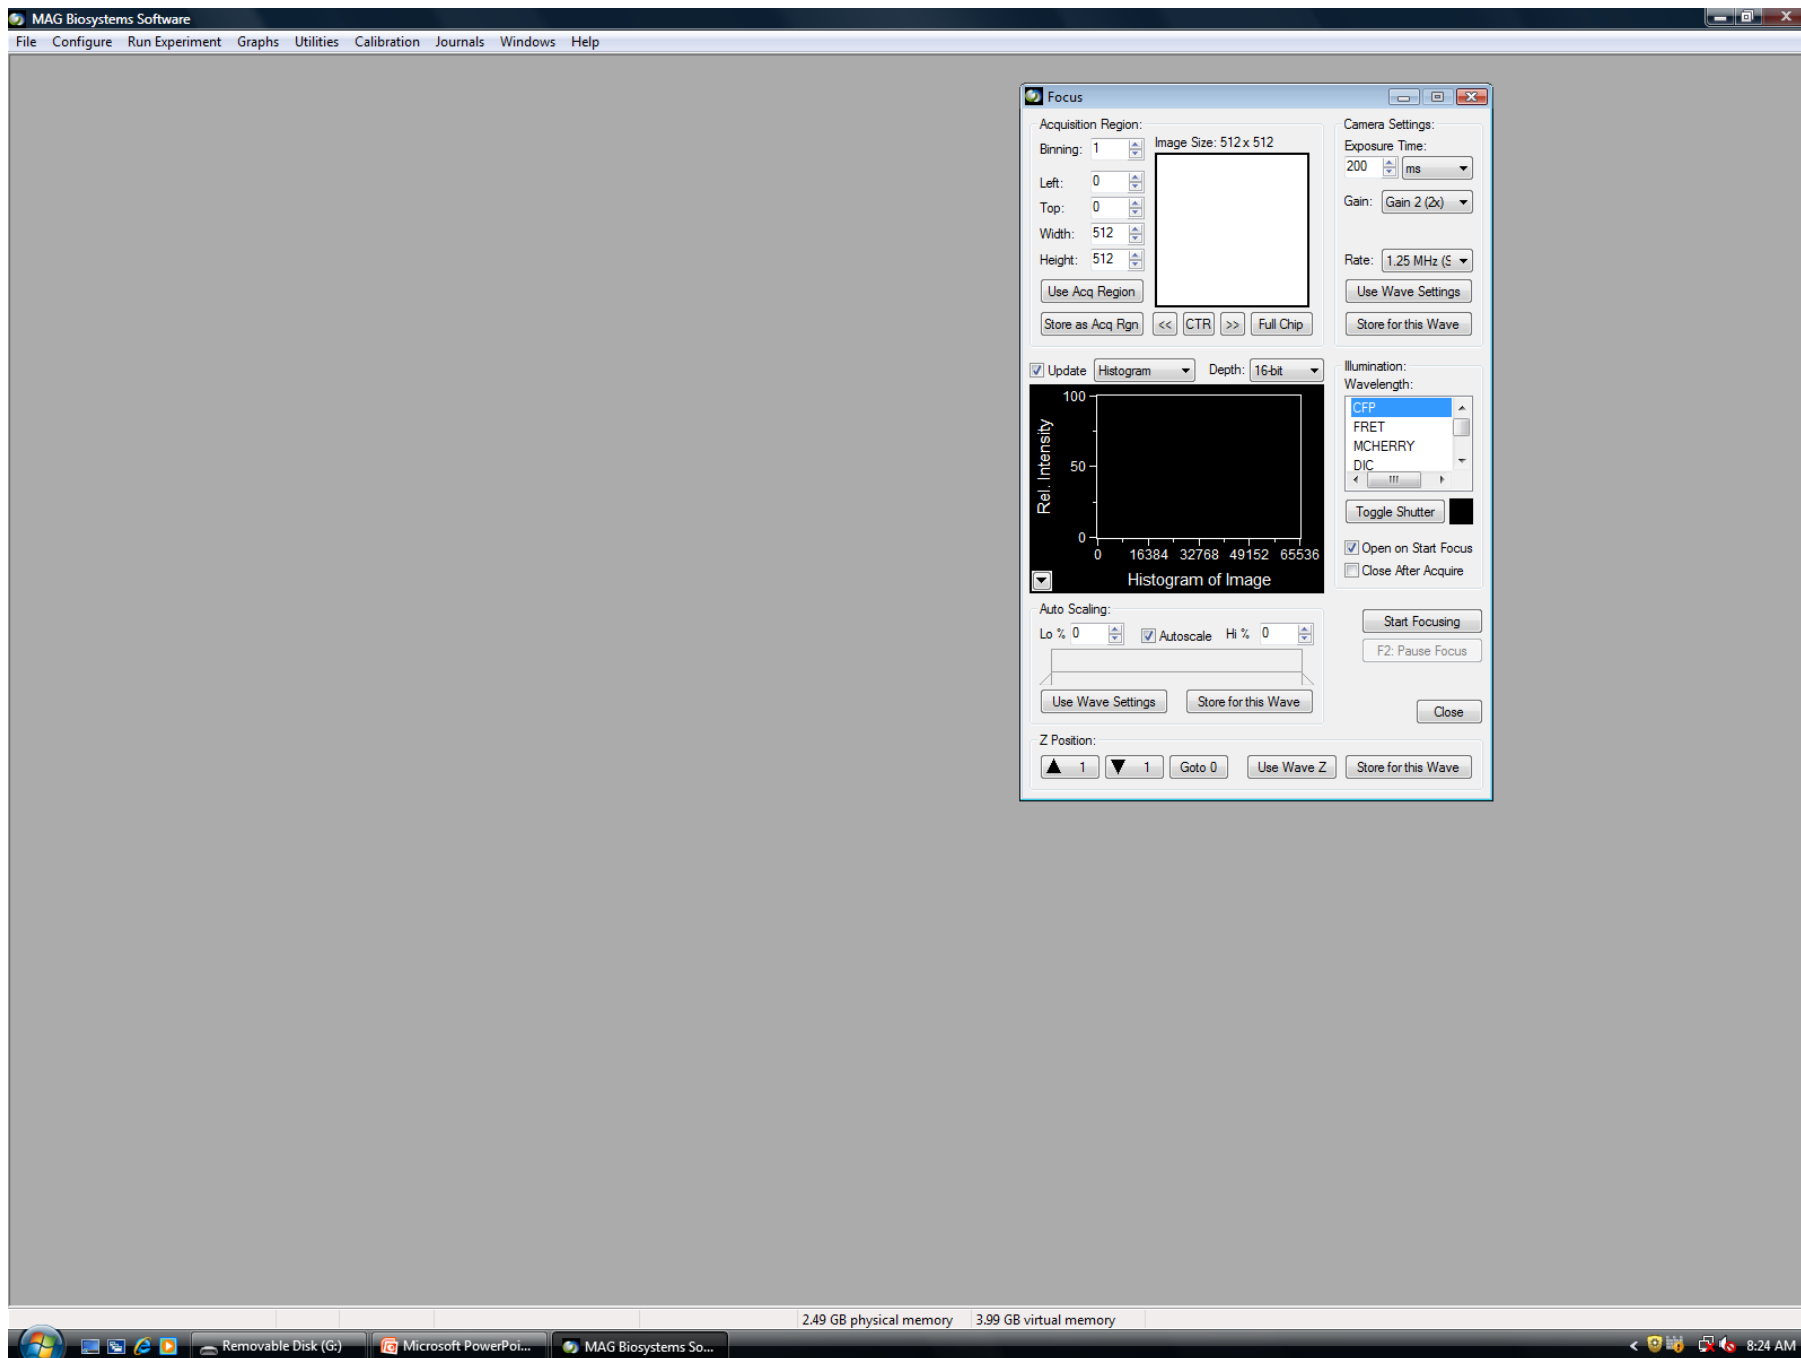 MAG Biosystems Software
File Configure Run Experiment Graphs Utilities Calibration Journals Windows Help
Focus
Acquisition Region:
Binning: 1
Image Size: 512 x 512
Left: 0
Top: 0
Width: 512
Height: 512
Use Acq Region
Store as Acq Rgn << CTR >> Full Chip
Camera Settings:
Exposure Time:
200 ms
Gain: Gain 2 (2x)
Rate: 1.25 MHz (S
Use Wave Settings
Store for this Wave
Update Histogram Depth: 16-bit
100
50
0
Rel. Intensity
0 16384 32768 49152 65536
Histogram of Image
Illumination:
Wavelength:
CFP
FRET
MCHERRY
DIC
Toggle Shutter
Open on Start Focus
Close After Acquire
Auto Scaling:
Lo % 0 Autoscale Hi % 0
Use Wave Settings Store for this Wave
Start Focusing
F2: Pause Focus
Close
Z Position:
1 1 Goto 0 Use Wave Z Store for this Wave
2.49 GB physical memory 3.99 GB virtual memory
Removable Disk (G:) Microsoft PowerPoi... MAG Biosystems So... 8:24 AM